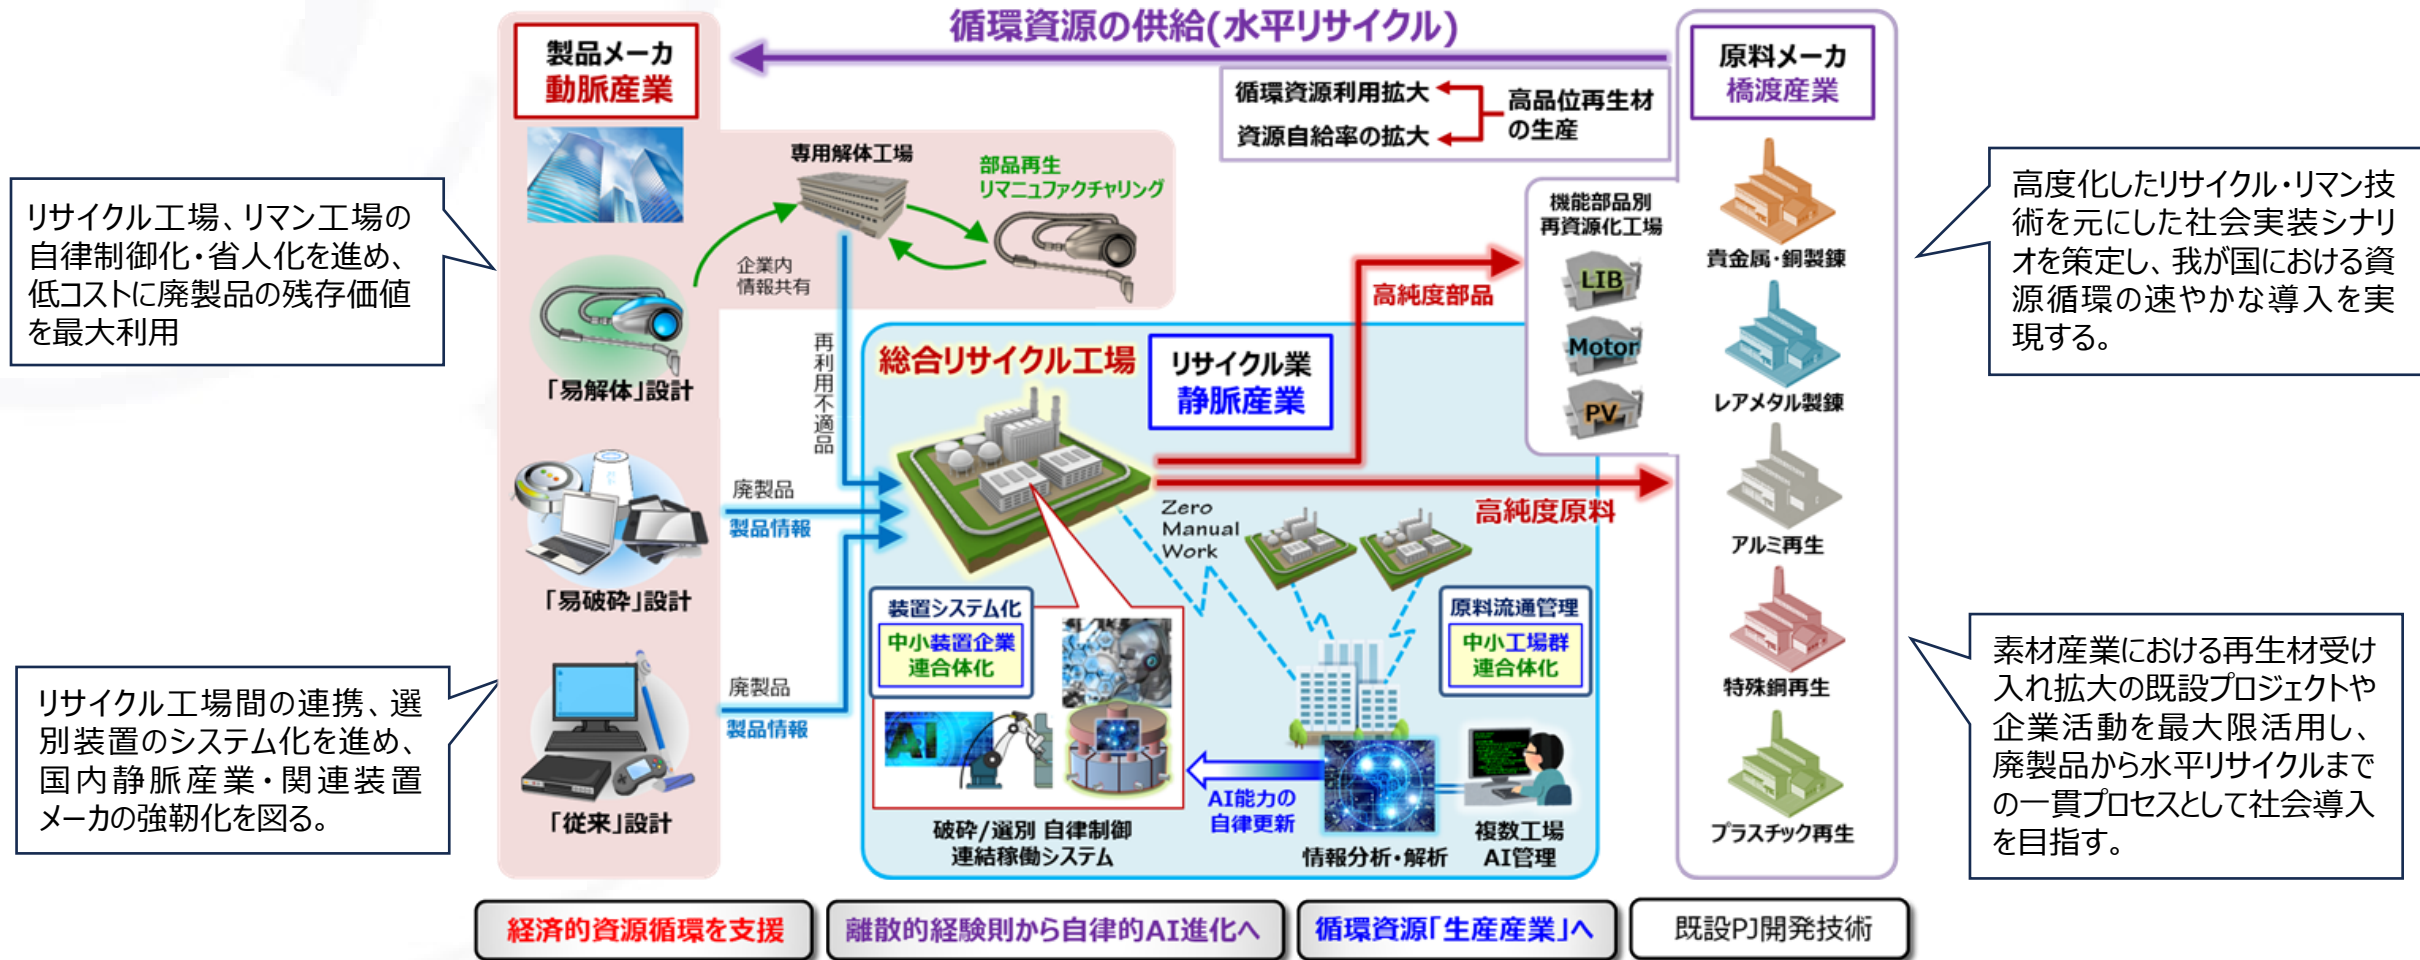 循環資源の供給(水平リサイクル)
製品メーカ
動脈産業
原料メーカ
橋渡産業
循環資源利用拡大
資源自給率の拡大
高品位再生材
の生産
専用解体工場
部品再生
リマニュファクチャリング
企業内
情報共有
リサイクル工場、リマン工場の
自律制御化・省人化を進め、
低コストに廃製品の残存価値
を最大利用
高度化したリサイクル・リマン技
術を元にした社会実装シナリ
オを策定し、我が国における資
源循環の速やかな導入を実
現する。
機能部品別
再資源化工場
LIB
Motor
PV
貴金属・銅製錬
レアメタル製錬
アルミ再生
特殊鋼再生
プラスチック再生
高純度部品
再利用不適品
総合リサイクル工場
リサイクル業
静脈産業
「易解体」設計
廃製品
製品情報
「易破砕」設計
高純度原料
Zero
Manual
Work
装置システム化
中小装置企業
連合体化
原料流通管理
中小工場群
連合体化
廃製品
製品情報
「従来」設計
AI
AI能力の
自律更新
破砕/選別 自律制御
連結稼働システム
情報分析・解析
複数工場
AI管理
リサイクル工場間の連携、選
別装置のシステム化を進め、
国内静脈産業・関連装置
メーカの強靭化を図る。
素材産業における再生材受け
入れ拡大の既設プロジェクトや
企業活動を最大限活用し、
廃製品から水平リサイクルまで
の一貫プロセスとして社会導入
を目指す。
経済的資源循環を支援
離散的経験則から自律的AI進化へ
循環資源「生産産業」へ
既設PJ開発技術